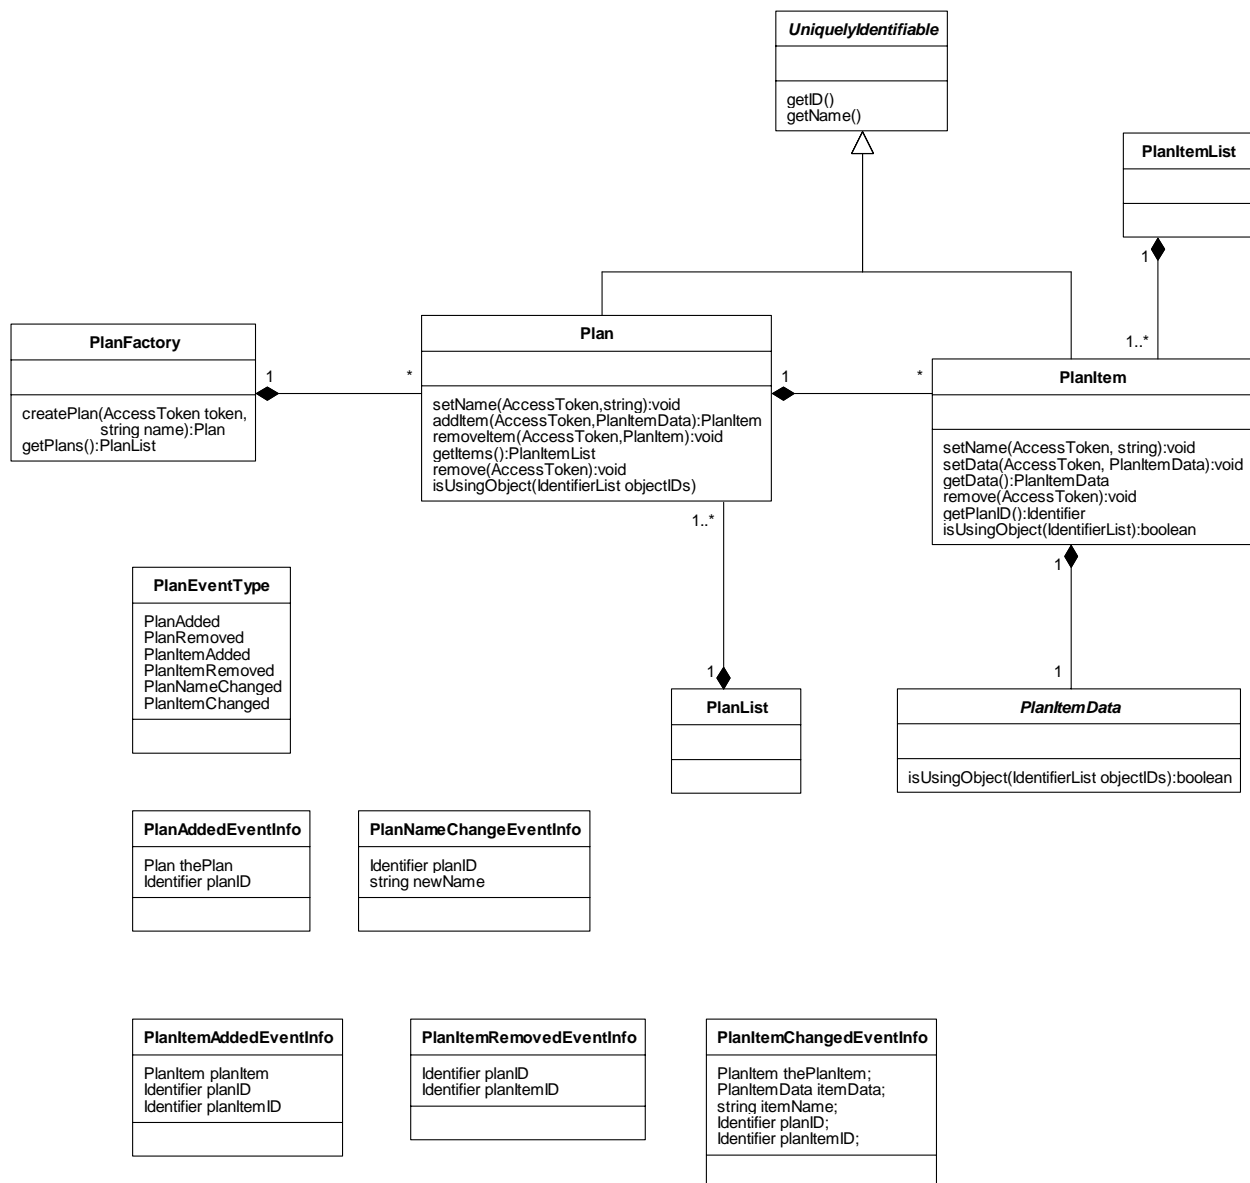 UniquelyIdentifiable
getID()
getName()
PlanItemList
1
1..*
PlanFactory
createPlan(AccessToken token,
string name):Plan
getPlans():PlanList
1
*
Plan
setName(AccessToken,string):void
addItem(AccessToken,PlanItemData):PlanItem
removeItem(AccessToken,PlanItem):void
getItems():PlanItemList
remove(AccessToken):void
isUsingObject(IdentifierList objectIDs)
1
*
PlanItem
setName(AccessToken, string):void
setData(AccessToken, PlanItemData):void
getData():PlanItemData
remove(AccessToken):void
getPlanID():Identifier
isUsingObject(IdentifierList):boolean
1..*
1
1
1
PlanEventType
PlanAdded
PlanRemoved
PlanItemAdded
PlanItemRemoved
PlanNameChanged
PlanItemChanged
PlanList
PlanItemData
isUsingObject(IdentifierList objectIDs):boolean
PlanAddedEventInfo
Plan thePlan
Identifier planID
PlanNameChangeEventInfo
Identifier planID
string newName
PlanItemAddedEventInfo
PlanItem planItem
Identifier planID
Identifier planItemID
PlanItemRemovedEventInfo
Identifier planID
Identifier planItemID
PlanItemChangedEventInfo
PlanItem thePlanItem;
PlanItemData itemData;
string itemName;
Identifier planID;
Identifier planItemID;